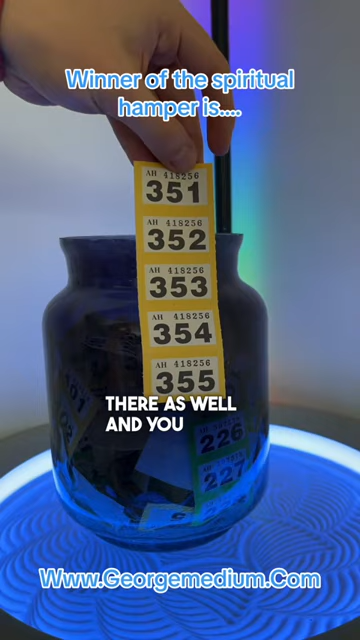 Winner of the spiritual
hamper is....
AH 418256
351
AH 418256
352
AH 418256
353
AH 418256
354
AH 418256
355
THERE AS WELL
AND YOU
226
227
Www.Georgemedium.Com